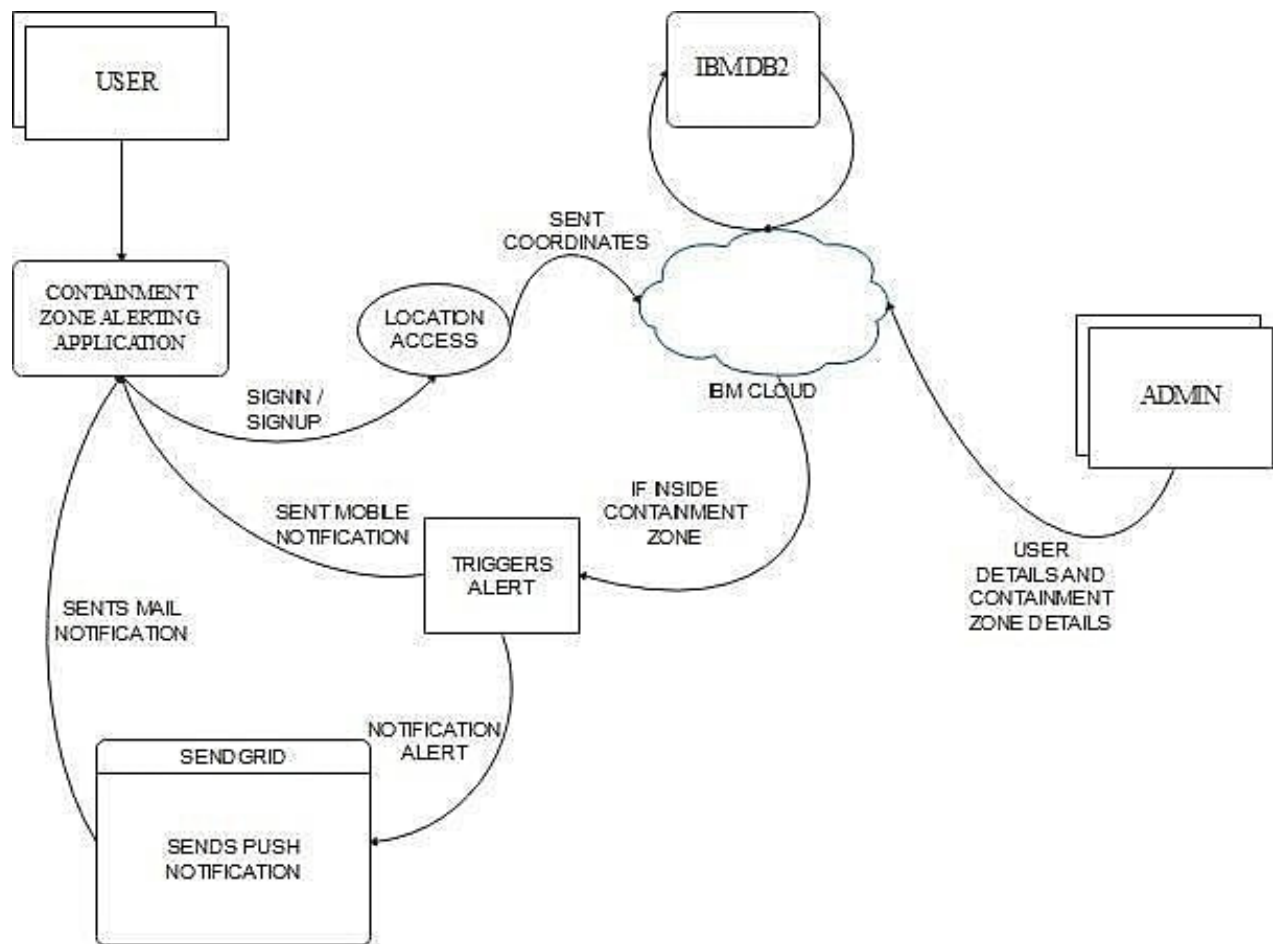 USER
IBMDB2
SENT
COORDINATES
CONTAINMENT
ZONE ALERTING
APPLICATION
LOCATION
ACCESS
IBM CLOUD
ADMIN
SIGNIN /
SIGNUP
SENT MOBILE
NOTIFICATION
IF INSIDE
CONTAINMENT
ZONE
TRIGGERS
ALERT
USER
DETAILS AND
CONTAINMENT
ZONE DETAILS
SENTS MAIL
NOTIFICATION
NOTIFICATION
ALERT
SENDGRID
SENDS PUSH
NOTIFICATION